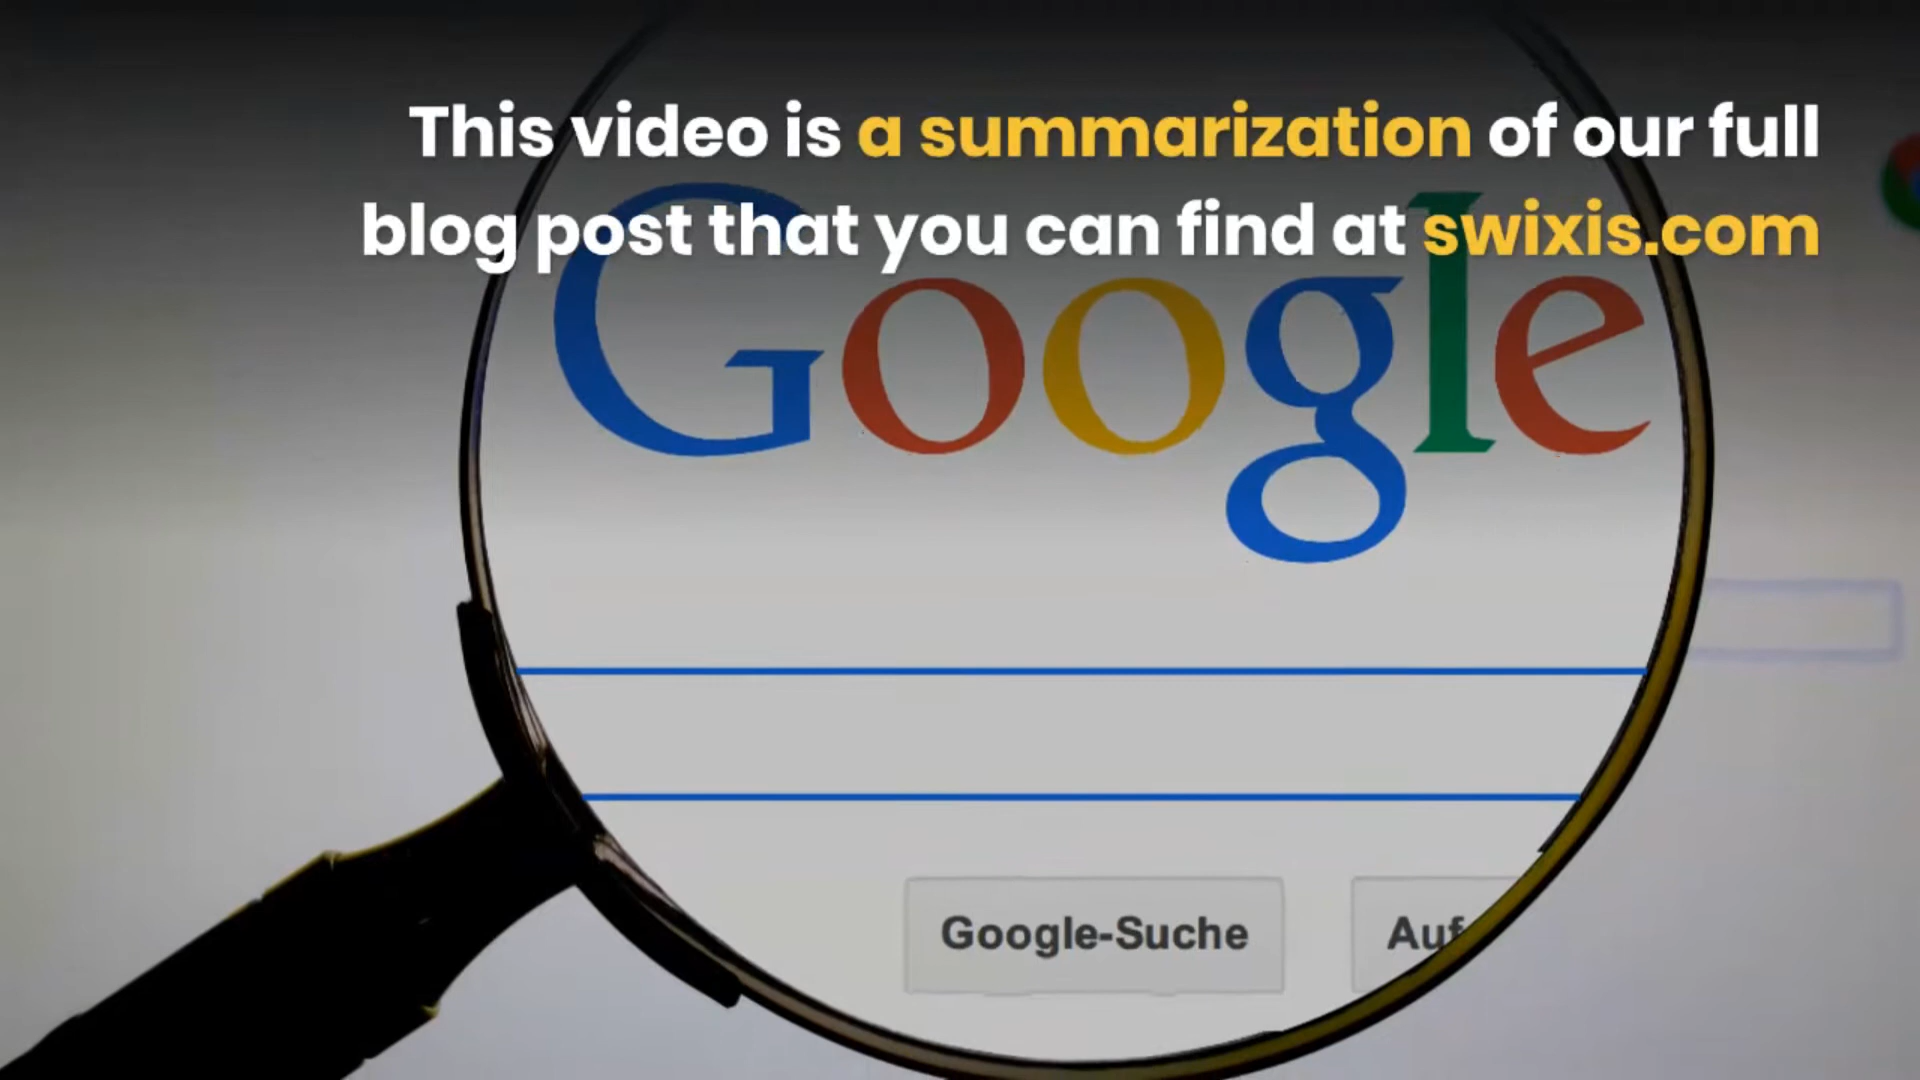 This video is a summarization of our full
blog post that you can find at swixis.com
Google
Google-Suche
Auf